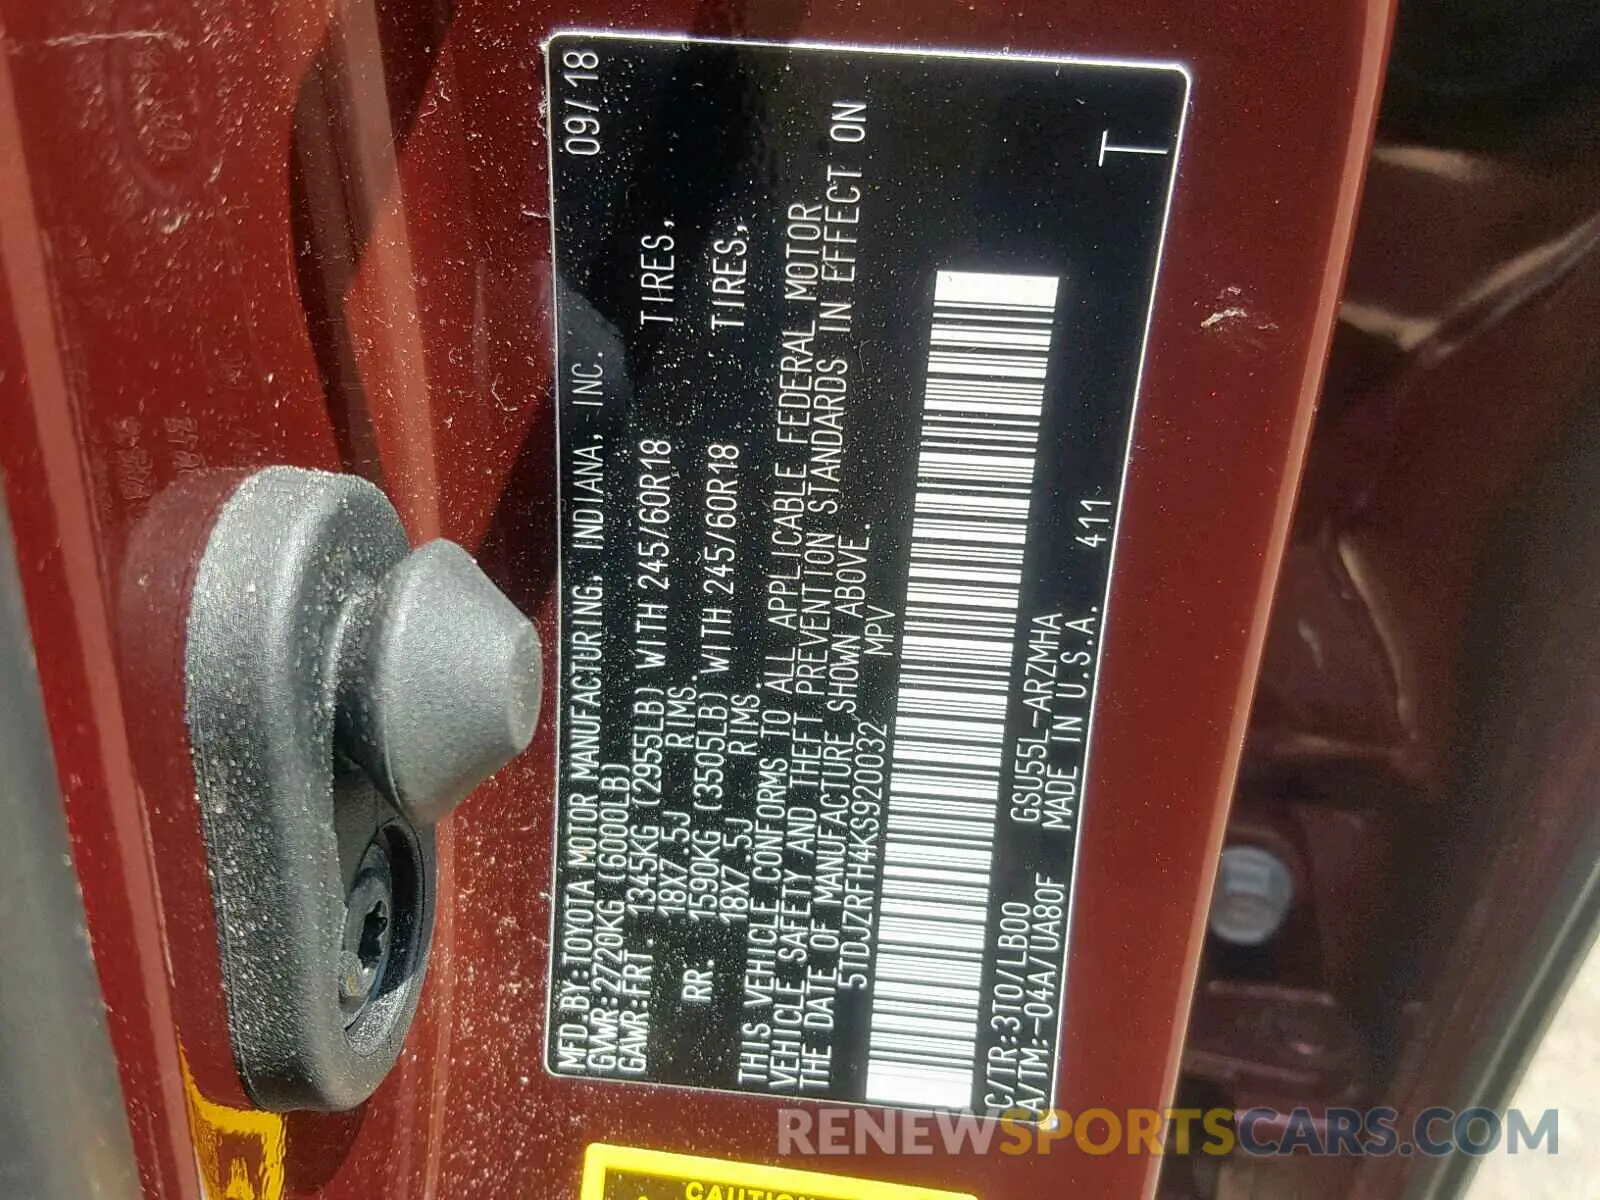 MFD.BY:TOYOTA MOTOR MANUFACTURING, INDIANA, INC. 09/18
GVWR:2720KG (6000LB)
GAWR:FRT. 1345KG (2955LB) WITH 245/60R18 TIRES,
18X7.5J RIMS.
RR. 1590KG (3505LB) WITH 245/60R18 TIRES,
18X7.5J RIMS.
THIS VEHICLE CONFORMS TO ALL APPLICABLE FEDERAL MOTOR
VEHICLE SAFETY AND THEFT PREVENTION STANDARDS IN EFFECT ON
THE DATE OF MANUFACTURE SHOWN ABOVE.
5TDJZRFH4KS920032 MPV
C/TR:3T0/LB00 GSU55L-ARZMHA
A/TM:-04A/UA80F MADE IN U.S.A. 411 T
CAUTION
RENEWSPORTSCARS.COM